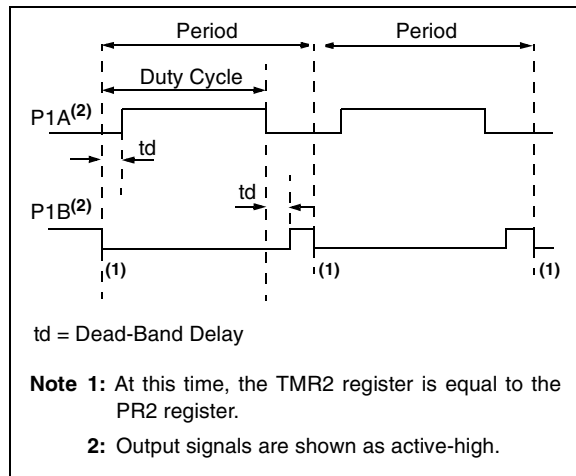 Period Period
Duty Cycle
P1A(2)
td
td
P1B(2)
(1) (1) (1)
td = Dead-Band Delay
Note 1: At this time, the TMR2 register is equal to the
PR2 register.
2: Output signals are shown as active-high.